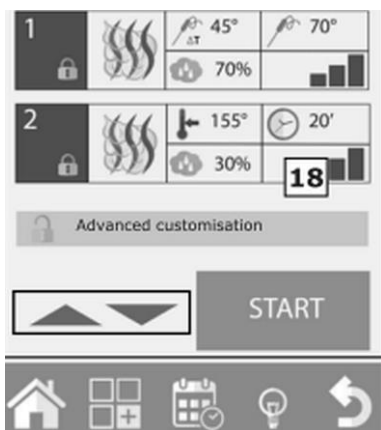 1 45° 70°
ΔT
70%
2 155° 20'
30%
18
Advanced customisation
START